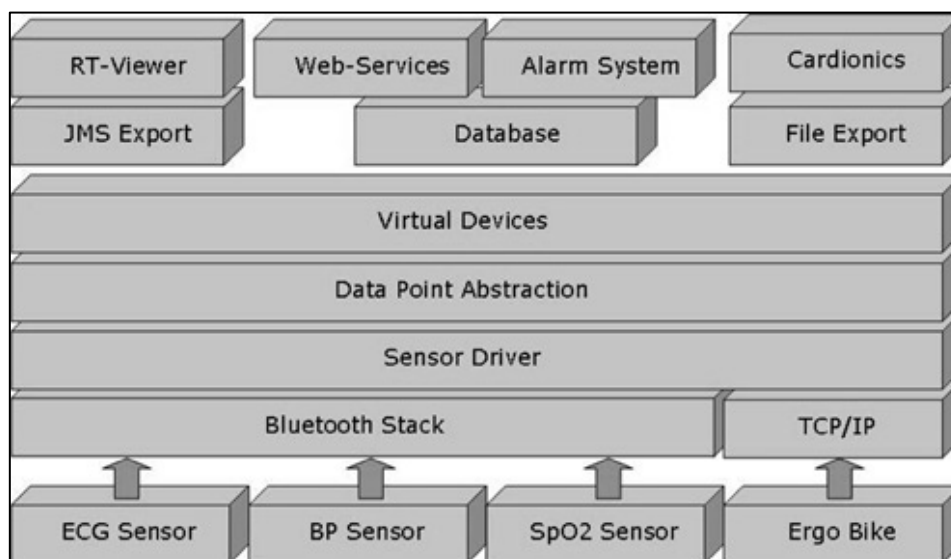 RT-Viewer
Web-Services
Alarm System
Cardionics
JMS Export
Database
File Export
Virtual Devices
Data Point Abstraction
Sensor Driver
Bluetooth Stack
TCP/IP
ECG Sensor
BP Sensor
SpO2 Sensor
Ergo Bike